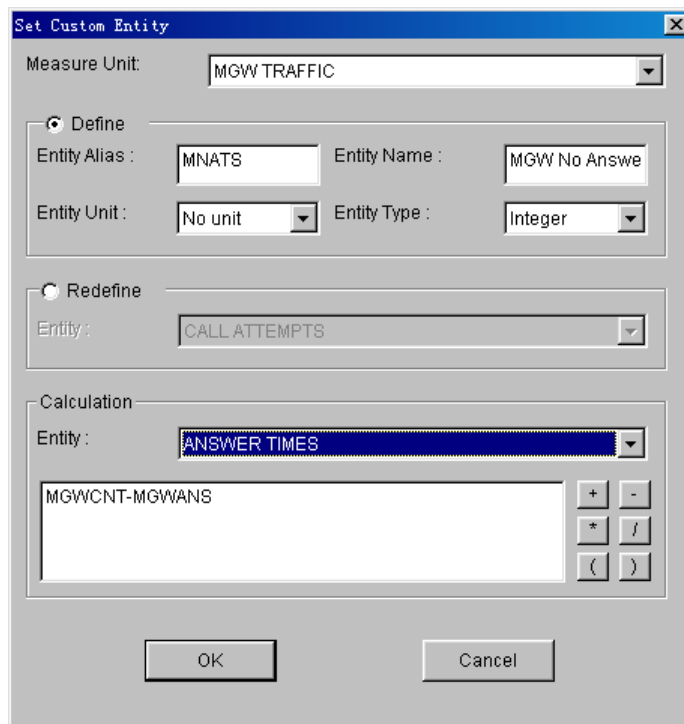 Set Custom Entity
Measure Unit: MGW TRAFFIC
Define
Entity Alias : MNATS Entity Name : MGW No Answe
Entity Unit : No unit Entity Type : Integer
Redefine
Entity : CALL ATTEMPTS
Calculation
Entity : ANSWER TIMES
MGWCNT-MGWANS
+ -
* /
( )
OK Cancel